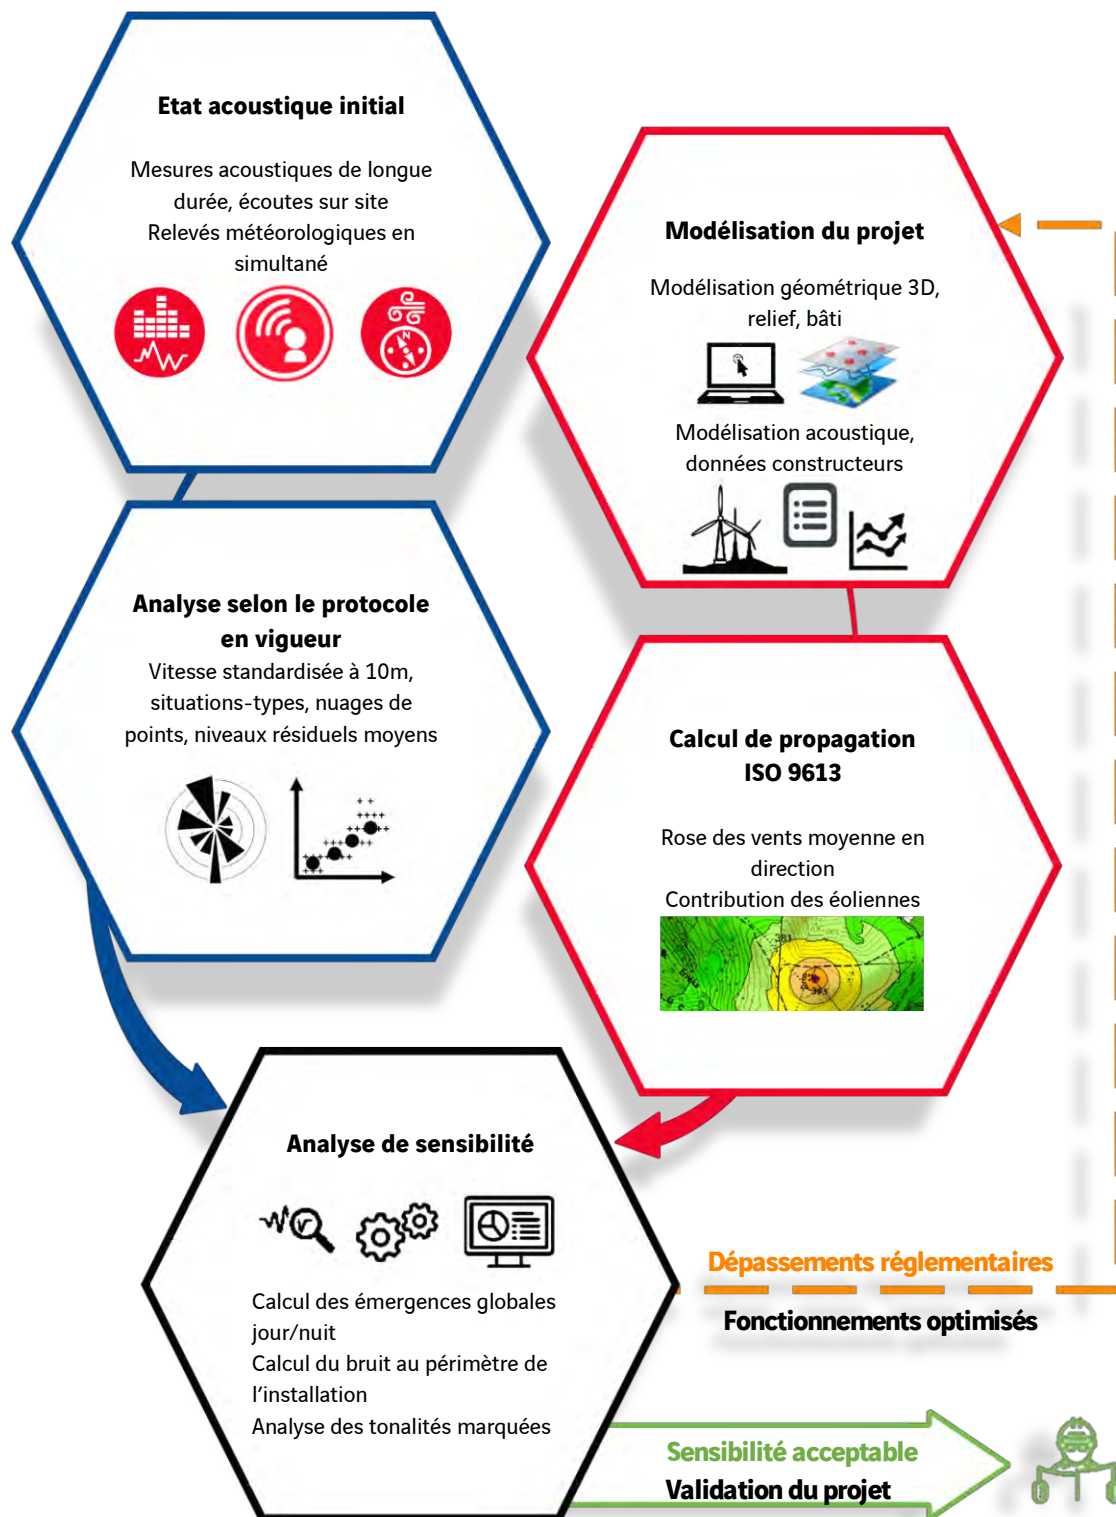 Etat acoustique initial
Mesures acoustiques de longue
durée, écoutes sur site
Relevés météorologiques en
simultané
Analyse selon le protocole
en vigueur
Vitesse standardisée à 10m,
situations-types, nuages de
points, niveaux résiduels moyens
Modélisation du projet
Modélisation géométrique 3D,
relief, bâti
Modélisation acoustique,
données constructeurs
Calcul de propagation
ISO 9613
Rose des vents moyenne en
direction
Contribution des éoliennes
381
395
Analyse de sensibilité
Calcul des émergences globales
jour/nuit
Calcul du bruit au périmètre de
l'installation
Analyse des tonalités marquées
Dépassements réglementaires
Fonctionnements optimisés
Sensibilité acceptable
Validation du projet